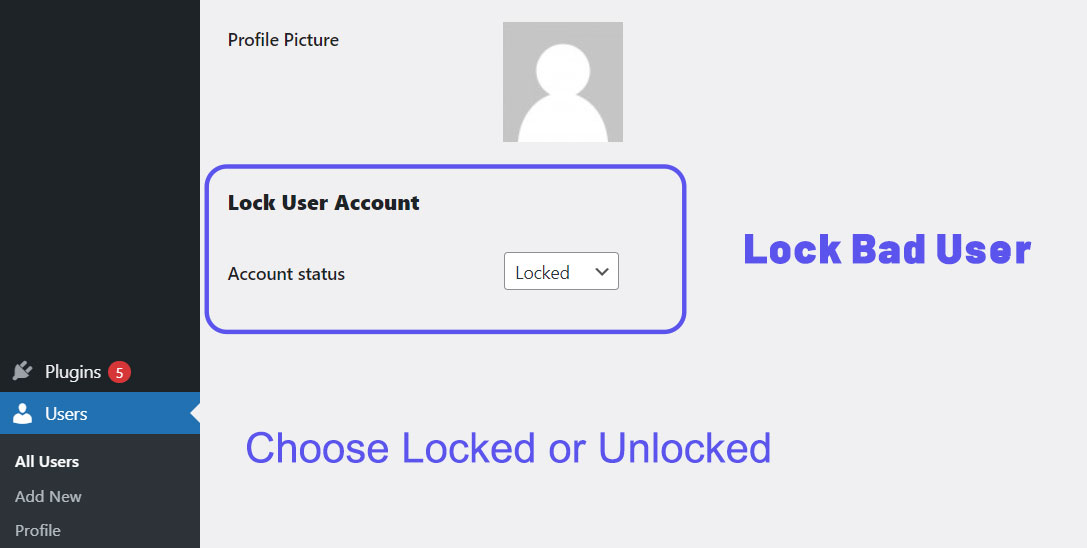 Profile Picture
Lock User Account
Lock Bad User
Account status
Locked
Plugins 5
Users
Choose Locked or Unlocked
All Users
Add New
Profile